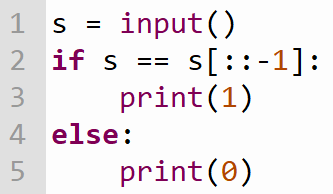 1 s = input()
2 if s == s[::-1]:
3     print(1)
4 else:
5     print(0)